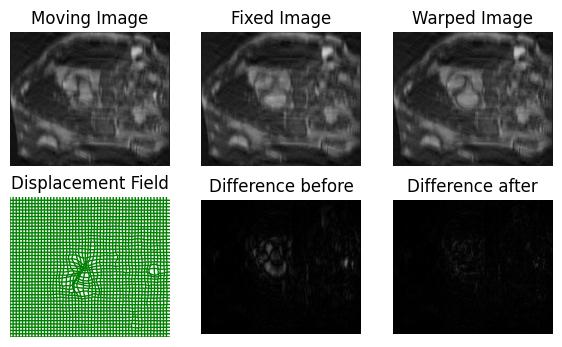 Moving Image
Fixed Image
Warped Image
Displacement Field
Difference before
Difference after